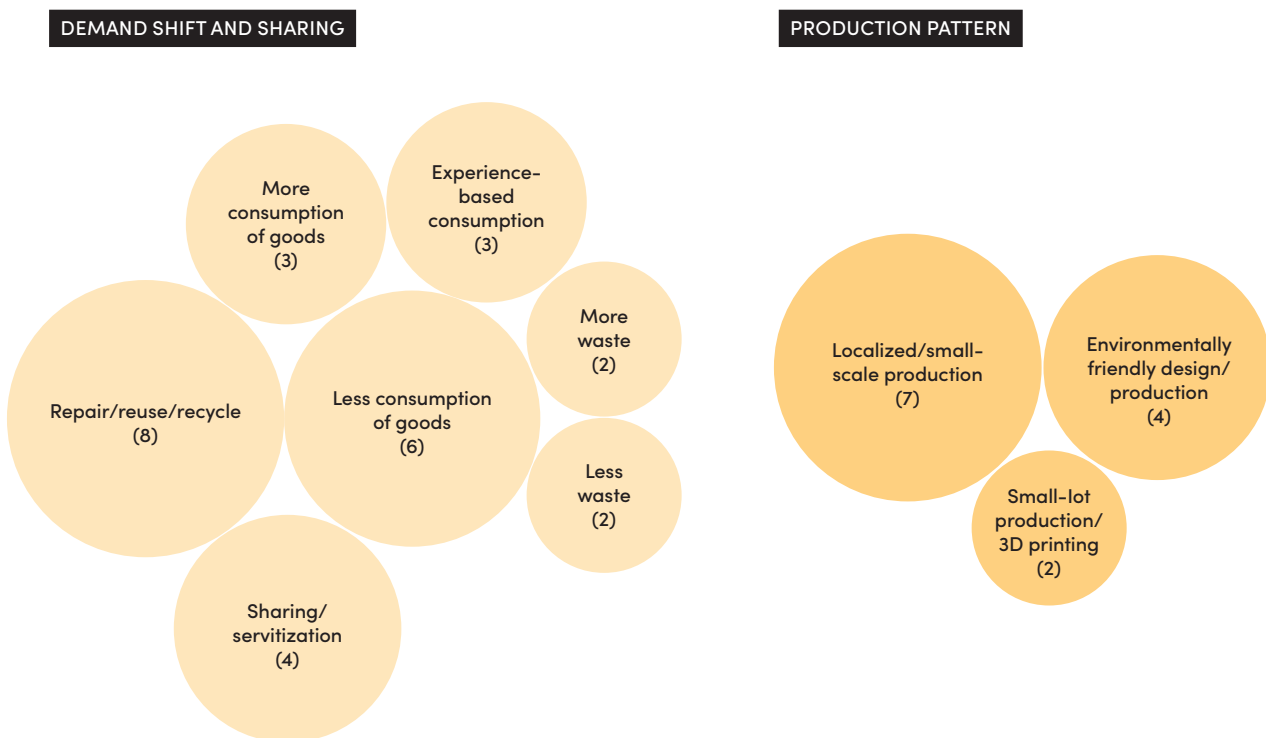 DEMAND SHIFT AND SHARING
More
consumption
of goods
(3)
Experience-
based
consumption
(3)
More
waste
(2)
Repair/reuse/recycle
(8)
Less consumption
of goods
(6)
Less
waste
(2)
Sharing/
servitization
(4)
PRODUCTION PATTERN
Localized/small-
scale production
(7)
Environmentally
friendly design/
production
(4)
Small-lot
production/
3D printing
(2)